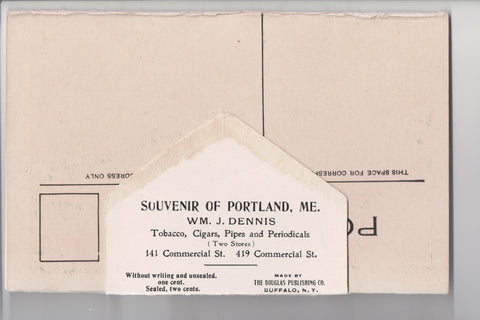 THIS SPACE FOR CORRESP
DRESS ONLY
PO
SOUVENIR OF PORTLAND, ME.
WM. J. DENNIS
Tobacco, Cigars, Pipes and Periodicals
(Two Stores)
141 Commercial St. 419 Commercial St.
Without writing and unsealed,
one cent.
Sealed, two cents.
MADE BY
THE DOUGLAS PUBLISHING CO.
BUFFALO, N. Y.